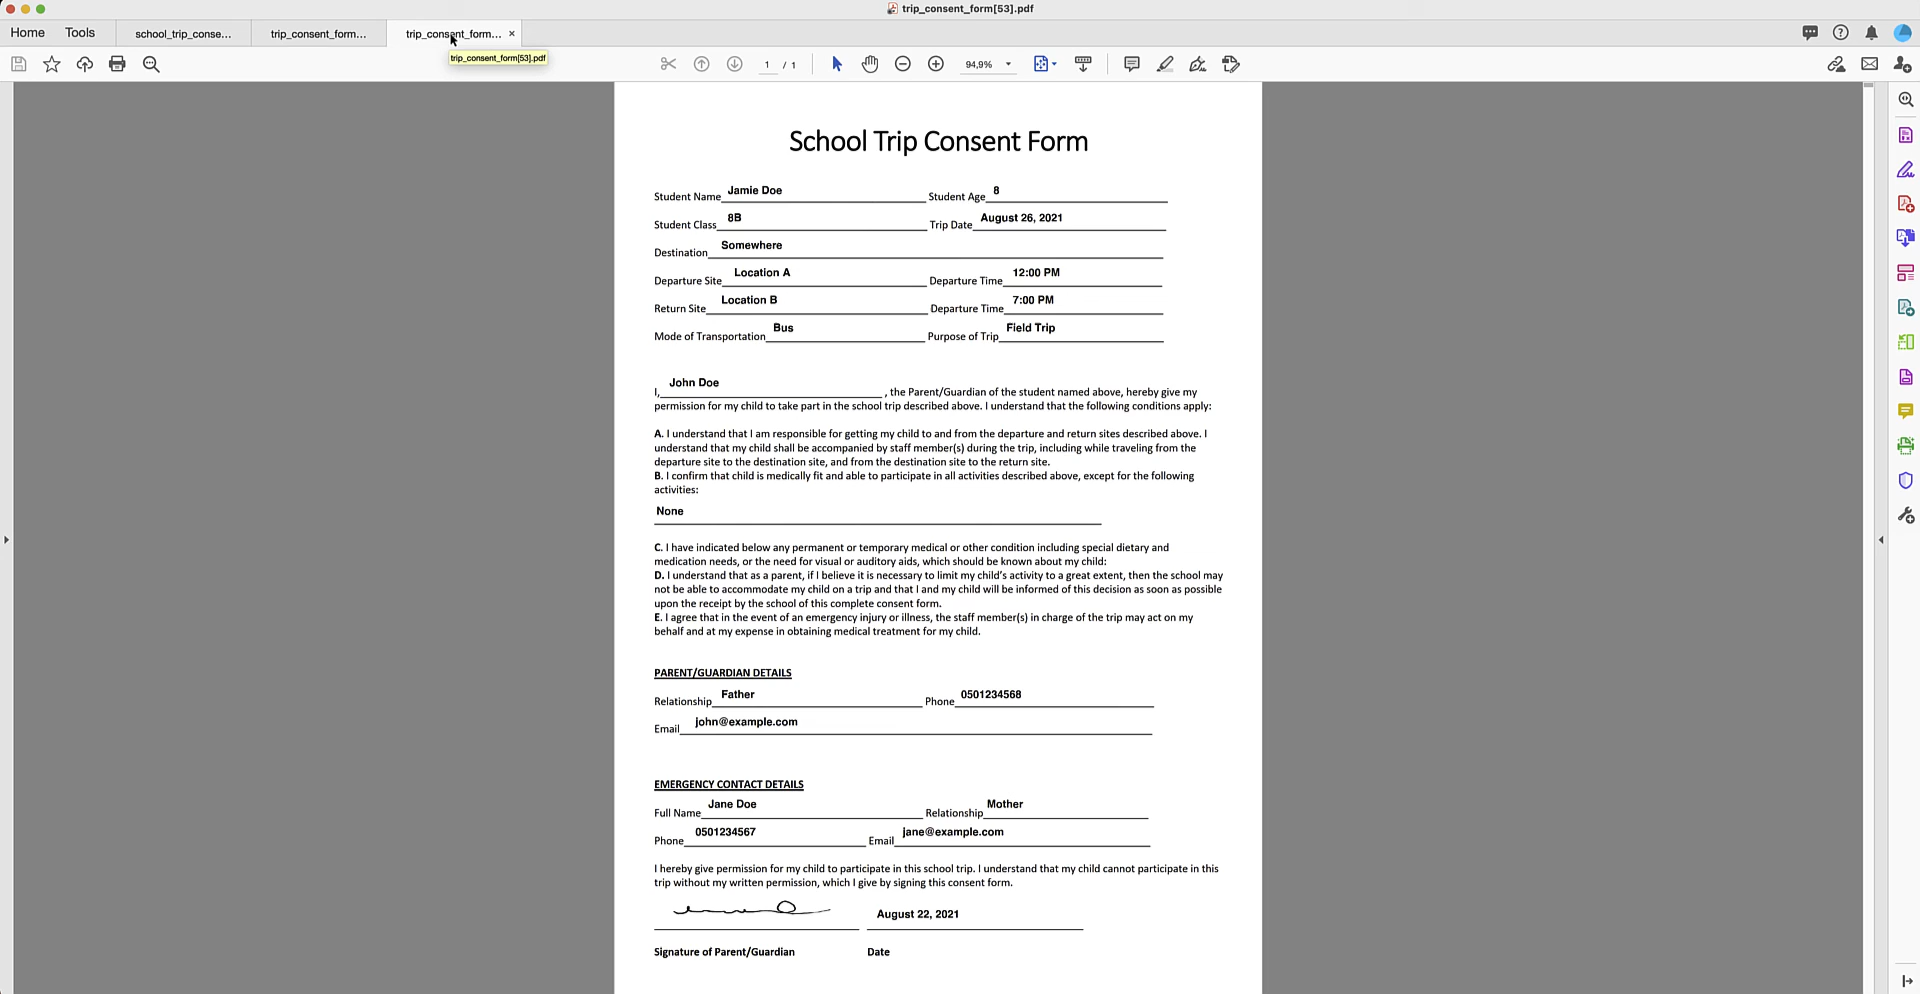 trip_consent_form[53].pdf
Home Tools school_trip_conse... trip_consent_form... trip_consent_form... ×
trip_consent_form[53].pdf
1 / 1 94,9%
School Trip Consent Form
Student Name Jamie Doe Student Age 8
Student Class 8B Trip Date August 26, 2021
Destination Somewhere
Departure Site Location A Departure Time 12:00 PM
Return Site Location B Departure Time 7:00 PM
Mode of Transportation Bus Purpose of Trip Field Trip
I, John Doe , the Parent/Guardian of the student named above, hereby give my
permission for my child to take part in the school trip described above. I understand that the following conditions apply:
A. I understand that I am responsible for getting my child to and from the departure and return sites described above. I
understand that my child shall be accompanied by staff member(s) during the trip, including while traveling from the
departure site to the destination site, and from the destination site to the return site.
B. I confirm that child is medically fit and able to participate in all activities described above, except for the following
activities:
None
C. I have indicated below any permanent or temporary medical or other condition including special dietary and
medication needs, or the need for visual or auditory aids, which should be known about my child:
D. I understand that as a parent, if I believe it is necessary to limit my child's activity to a great extent, then the school may
not be able to accommodate my child on a trip and that I and my child will be informed of this decision as soon as possible
upon the receipt by the school of this complete consent form.
E. I agree that in the event of an emergency injury or illness, the staff member(s) in charge of the trip may act on my
behalf and at my expense in obtaining medical treatment for my child.
PARENT/GUARDIAN DETAILS
Relationship Father Phone 0501234568
Email john@example.com
EMERGENCY CONTACT DETAILS
Full Name Jane Doe Relationship Mother
Phone 0501234567 Email jane@example.com
I hereby give permission for my child to participate in this school trip. I understand that my child cannot participate in this
trip without my written permission, which I give by signing this consent form.
August 22, 2021
Signature of Parent/Guardian Date